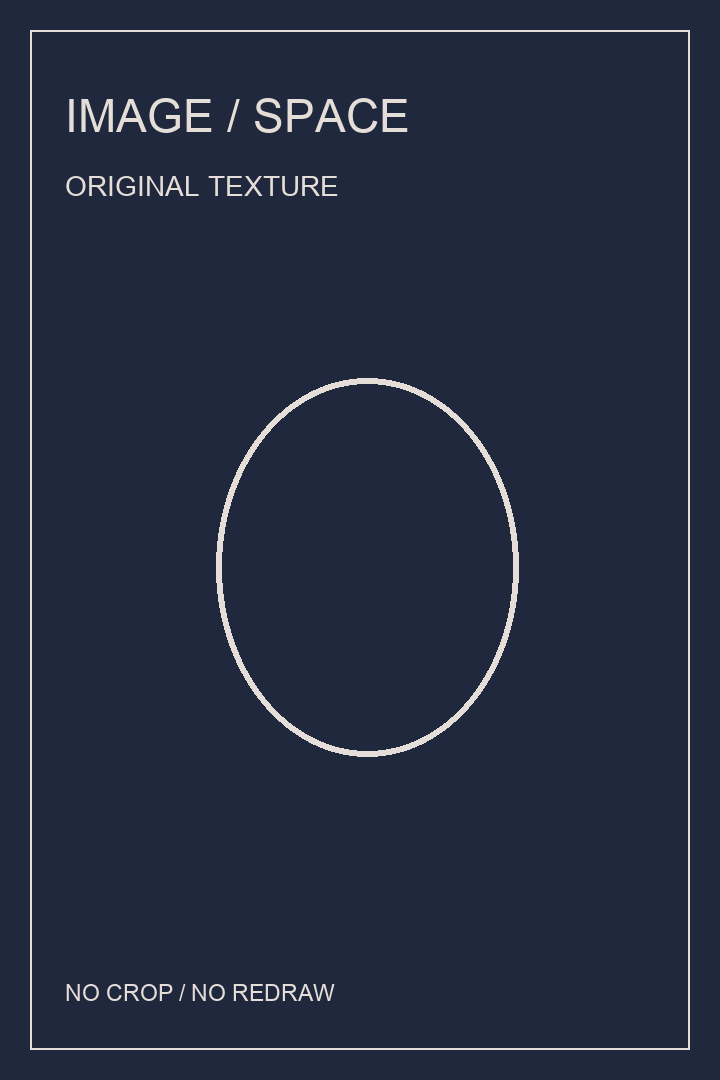 IMAGE / SPACE
ORIGINAL TEXTURE
NO CROP / NO REDRAW